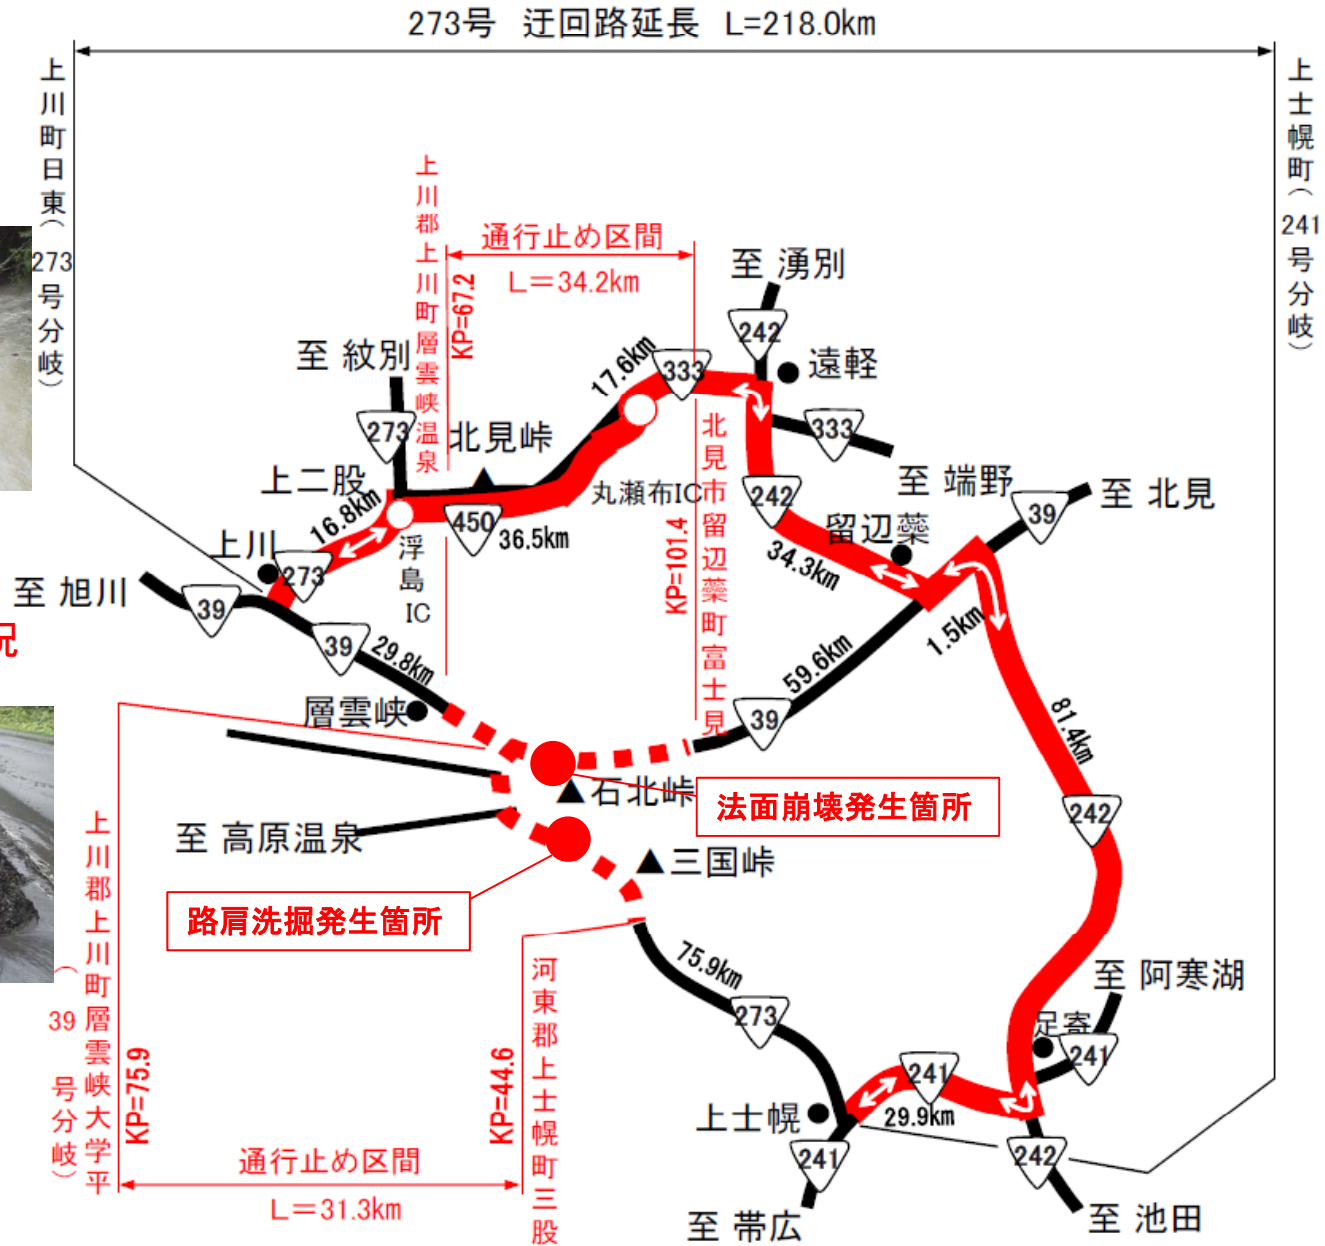 273号 迂回路延長 L=218.0km
上川町日東(273号分岐)
上士幌町(241号分岐)
上川郡上川町層雲峡温泉
KP=67.2
通行止め区間
L=34.2km
至 湧別
242
遠軽
至 紋別
17.6km
333
273
北見峠
333
北見市留辺蘂町富士見
KP=101.4
上二股
丸瀬布IC
至 端野
至 北見
16.8km
450
36.5km
242
39
留辺蘂
上川
273
浮島IC
34.3km
至 旭川
39
39
29.8km
1.5km
況
59.6km
層雲峡
39
81.4km
石北峠
法面崩壊発生箇所
242
至 高原温泉
三国峠
路肩洗掘発生箇所
上川郡上川町層雲峡大学平
(39号分岐)
KP=75.9
KP=44.6
河東郡上士幌町三股
75.9km
273
至 阿寒湖
足寄
241
241
29.9km
上士幌
通行止め区間
L=31.3km
241
242
至 帯広
至 池田